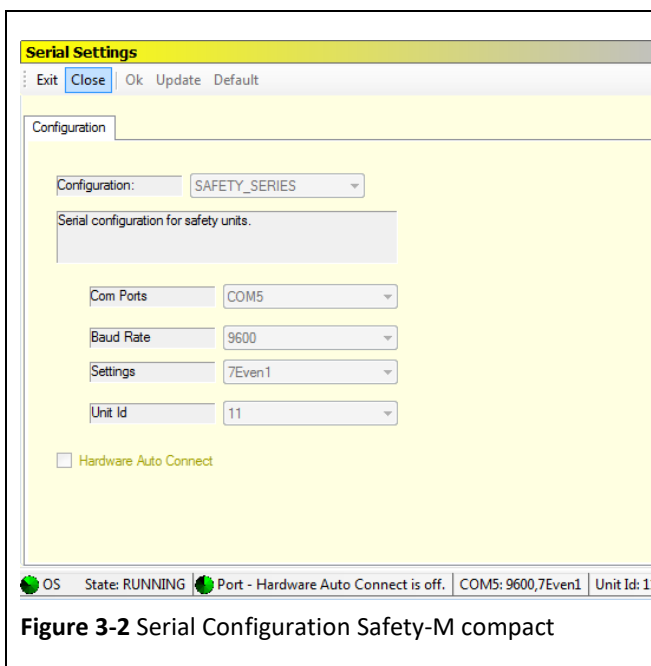 Serial Settings
Exit Close Ok Update Default
Configuration
Configuration: SAFETY_SERIES
Serial configuration for safety units.
Com Ports COM5
Baud Rate 9600
Settings 7Even1
Unit Id 11
Hardware Auto Connect
OS State: RUNNING Port - Hardware Auto Connect is off. COM5: 9600,7Even1 Unit Id: 1
Figure 3-2 Serial Configuration Safety-M compact